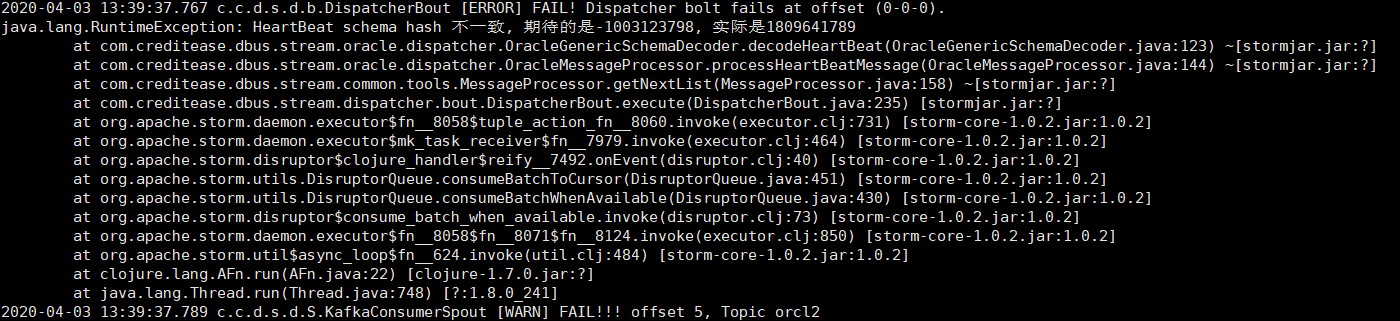 2020-04-03 13:39:37.767 c.c.d.s.d.b.DispatcherBout [ERROR] FAIL! Dispatcher bolt fails at offset (0-0-0).
java.lang.RuntimeException: HeartBeat schema hash 不一致, 期待的是-1003123798, 实际是1809641789
at com.creditease.dbus.stream.oracle.dispatcher.OracleGenericSchemaDecoder.decodeHeartBeat(OracleGenericSchemaDecoder.java:123) ~[stormjar.jar:?]
at com.creditease.dbus.stream.oracle.dispatcher.OracleMessageProcessor.processHeartBeatMessage(OracleMessageProcessor.java:144) ~[stormjar.jar:?]
at com.creditease.dbus.stream.common.tools.MessageProcessor.getNextList(MessageProcessor.java:158) ~[stormjar.jar:?]
at com.creditease.dbus.stream.dispatcher.bout.DispatcherBout.execute(DispatcherBout.java:235) [stormjar.jar:?]
at org.apache.storm.daemon.executor$fn__8058$tuple_action_fn__8060.invoke(executor.clj:731) [storm-core-1.0.2.jar:1.0.2]
at org.apache.storm.daemon.executor$mk_task_receiver$fn__7979.invoke(executor.clj:464) [storm-core-1.0.2.jar:1.0.2]
at org.apache.storm.disruptor$clojure_handler$reify__7492.onEvent(disruptor.clj:40) [storm-core-1.0.2.jar:1.0.2]
at org.apache.storm.utils.DisruptorQueue.consumeBatchToCursor(DisruptorQueue.java:451) [storm-core-1.0.2.jar:1.0.2]
at org.apache.storm.utils.DisruptorQueue.consumeBatchWhenAvailable(DisruptorQueue.java:430) [storm-core-1.0.2.jar:1.0.2]
at org.apache.storm.disruptor$consume_batch_when_available.invoke(disruptor.clj:73) [storm-core-1.0.2.jar:1.0.2]
at org.apache.storm.daemon.executor$fn__8058$fn__8071$fn__8124.invoke(executor.clj:850) [storm-core-1.0.2.jar:1.0.2]
at org.apache.storm.util$async_loop$fn__624.invoke(util.clj:484) [storm-core-1.0.2.jar:1.0.2]
at clojure.lang.AFn.run(AFn.java:22) [clojure-1.7.0.jar:?]
at java.lang.Thread.run(Thread.java:748) [?:1.8.0_241]
2020-04-03 13:39:37.789 c.c.d.s.d.S.KafkaConsumerSpout [WARN] FAIL!!! offset 5, Topic orcl2